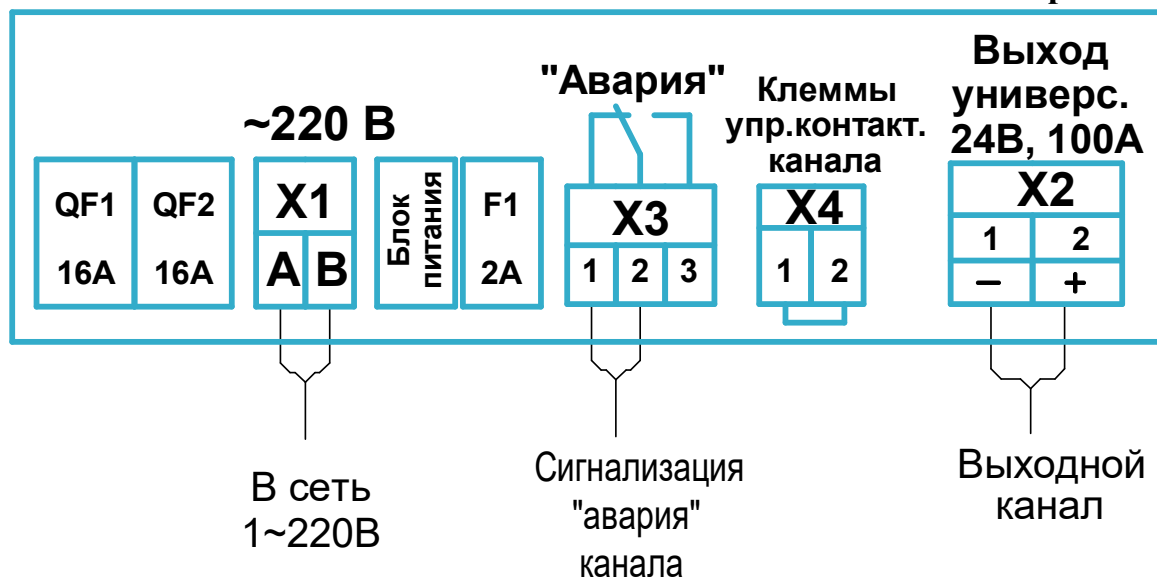 "Авария"
Клеммы
упр.контакт.
канала
Выход
универс.
24В, 100А
~220 В
QF1
16А
QF2
16А
X1
А В
Блок
питания
F1
2А
X3
1 2 3
X4
1 2
X2
1 2
– +
В сеть
1~220В
Сигнализация
"авария"
канала
Выходной
канал